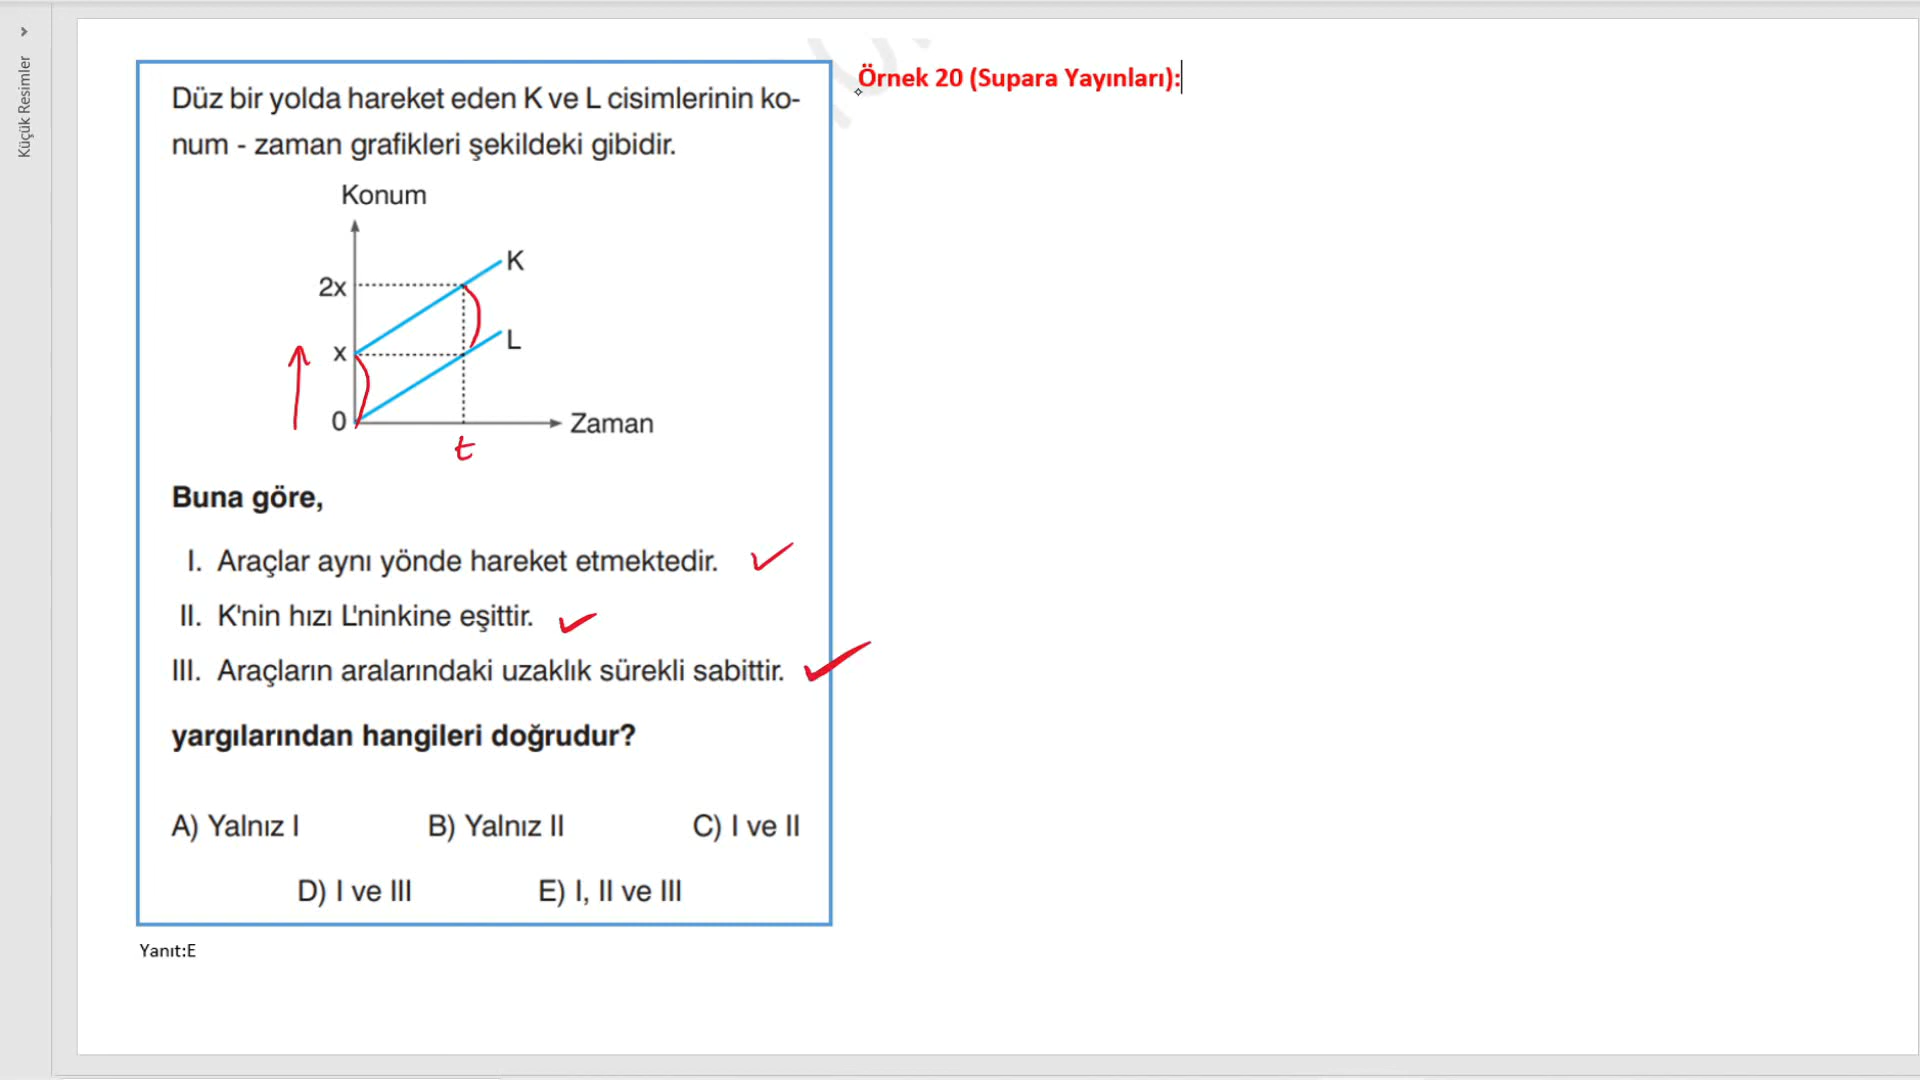 Küçük Resimler
Düz bir yolda hareket eden K ve L cisimlerinin ko-
num - zaman grafikleri şekildeki gibidir.
Konum
K
2x
L
x
0
Zaman
t
Buna göre,
I. Araçlar aynı yönde hareket etmektedir.
II. K'nin hızı L'ninkine eşittir.
III. Araçların aralarındaki uzaklık sürekli sabittir.
yargılarından hangileri doğrudur?
A) Yalnız I B) Yalnız II C) I ve II
D) I ve III E) I, II ve III
Yanıt:E
Örnek 20 (Supara Yayınları):